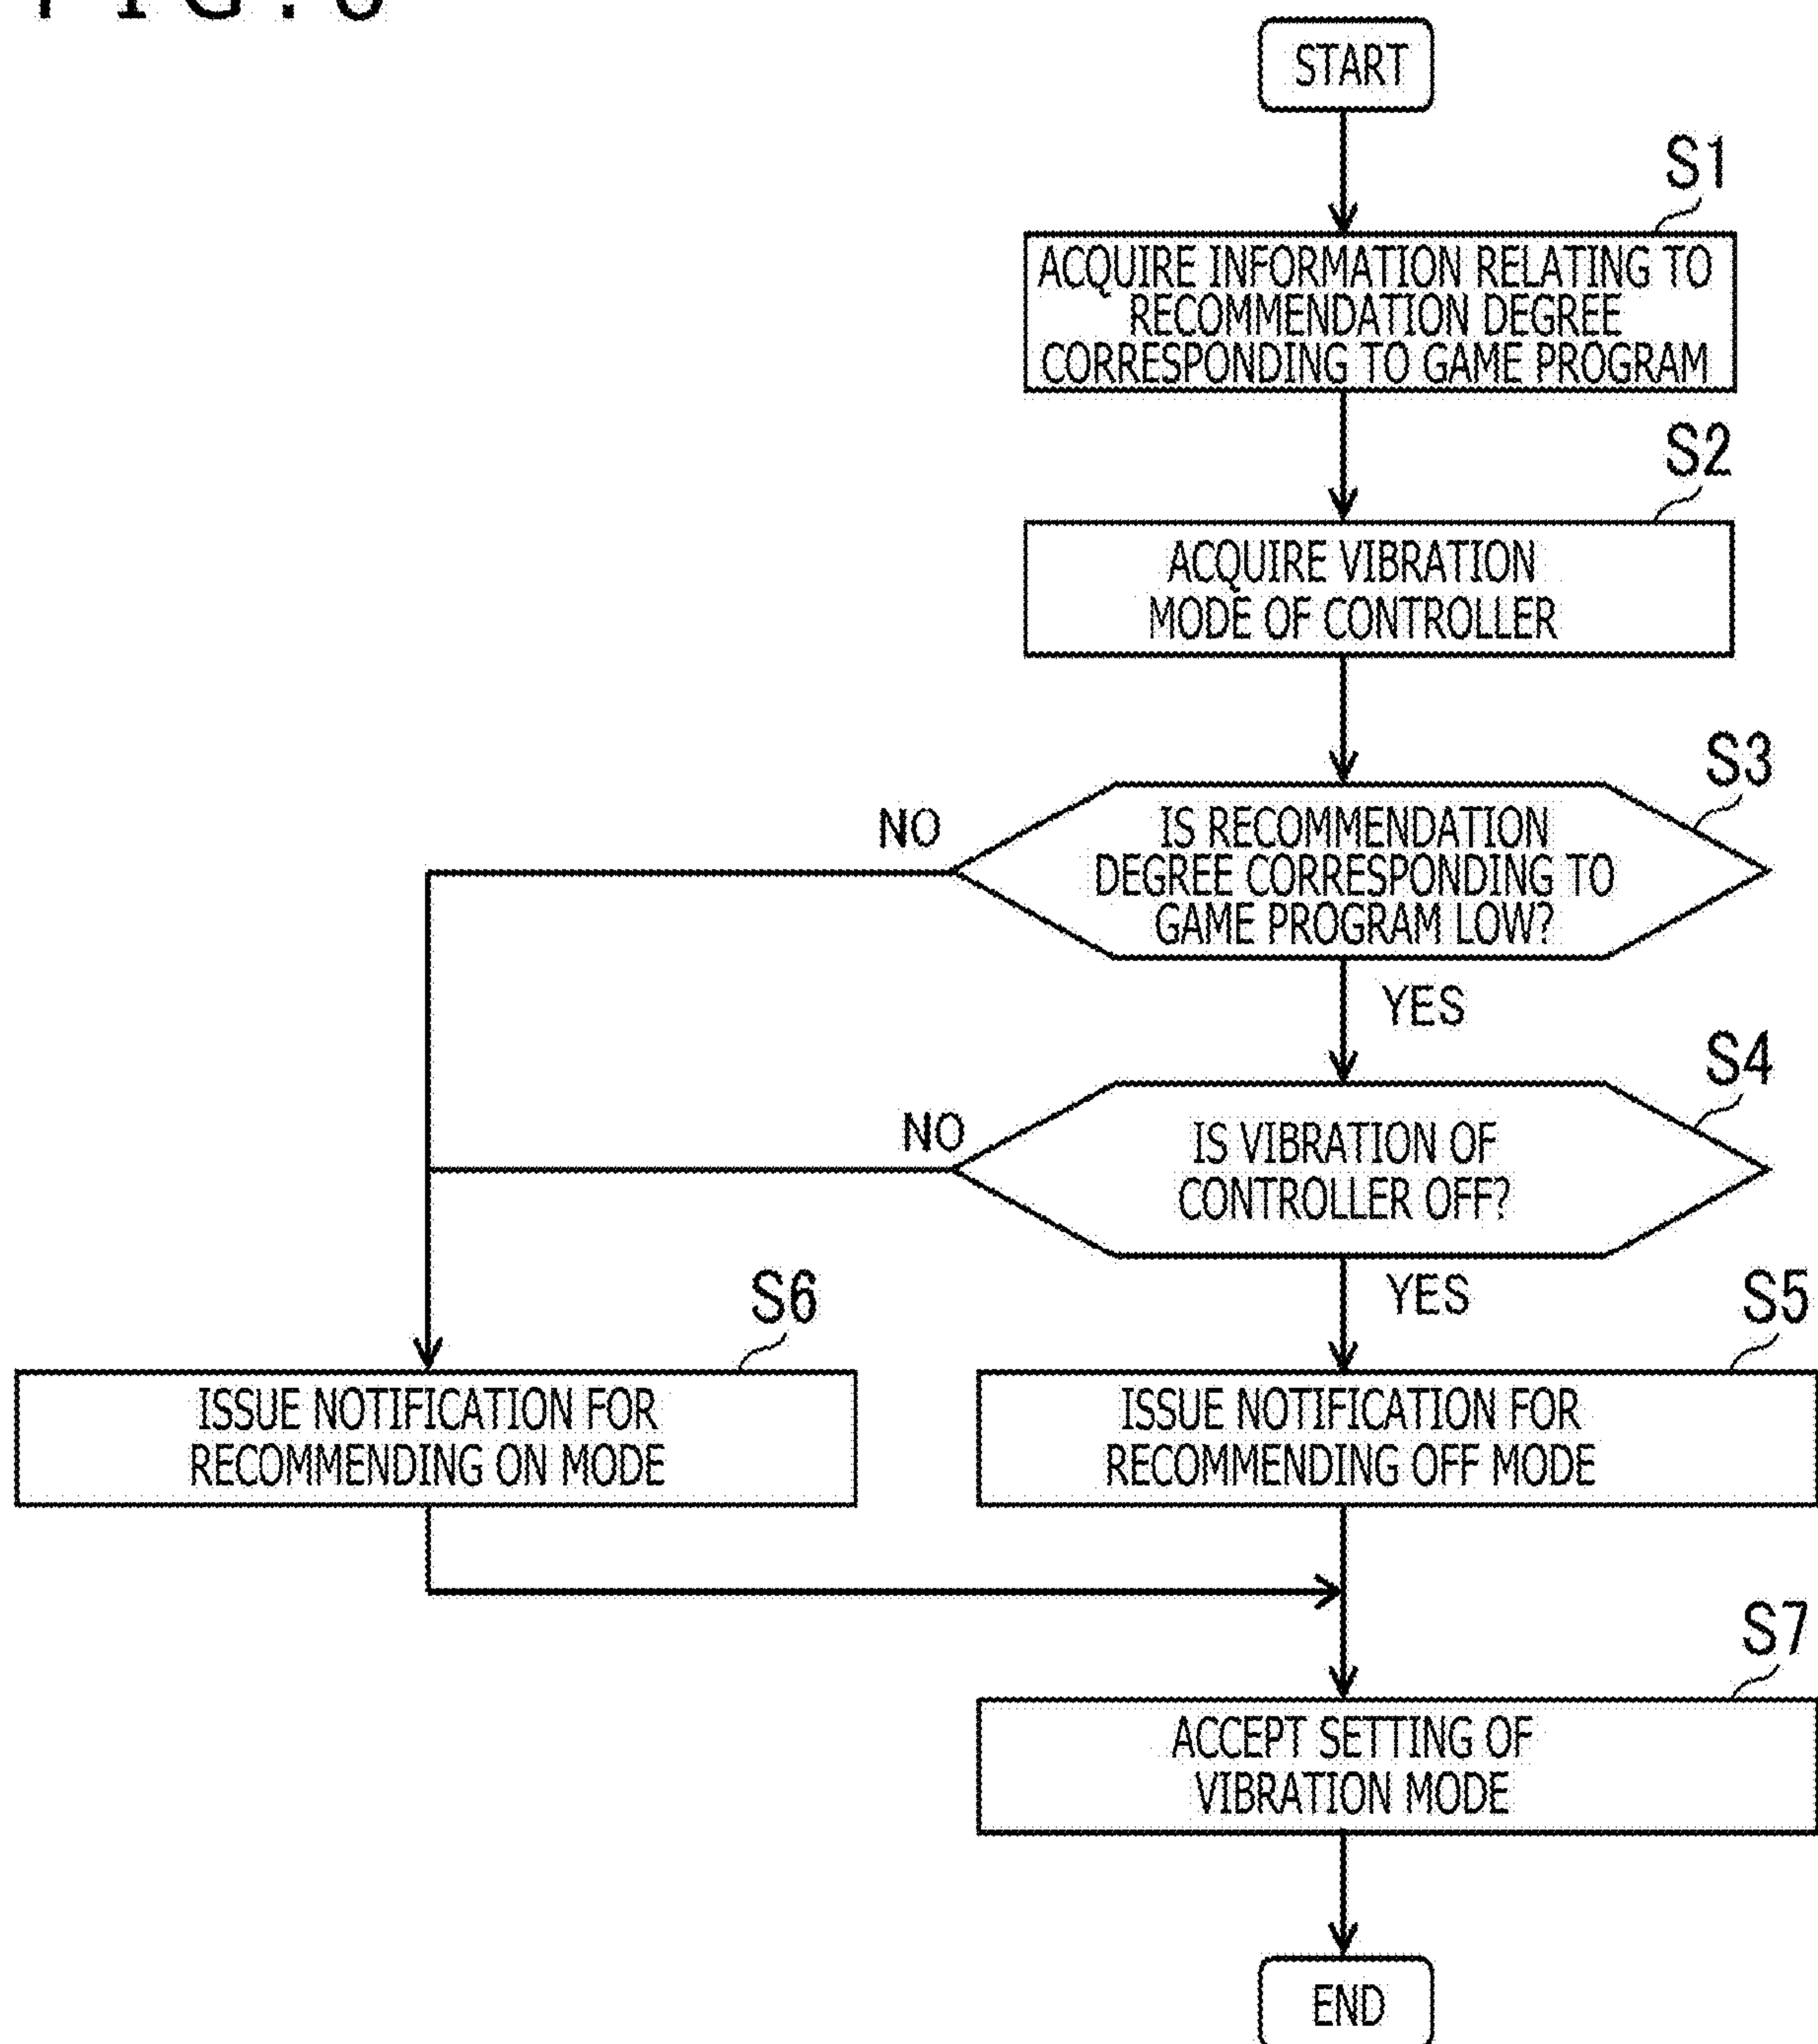 START
S1
ACQUIRE INFORMATION RELATING TO
RECOMMENDATION DEGREE
CORRESPONDING TO GAME PROGRAM
S2
ACQUIRE VIBRATION
MODE OF CONTROLLER
S3
NO
IS RECOMMENDATION
DEGREE CORRESPONDING TO
GAME PROGRAM LOW?
YES
S4
NO
IS VIBRATION OF
CONTROLLER OFF?
YES
S6
S5
ISSUE NOTIFICATION FOR
RECOMMENDING ON MODE
ISSUE NOTIFICATION FOR
RECOMMENDING OFF MODE
S7
ACCEPT SETTING OF
VIBRATION MODE
END